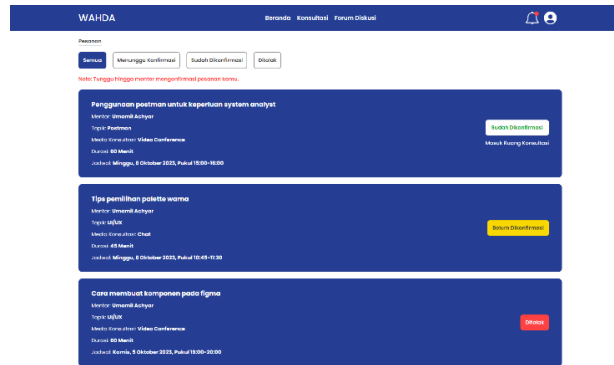 WAHDA
Beranda Konsultasi Forum Diskusi
Pesanan
Semua Menunggu Konfirmasi Sudah Dikonfirmasi Ditolak
Note: Tunggu hingga mentor mengonfirmasi pesanan kamu.
Penggunaan postman untuk keperluan system analyst
Mentor: Umamil Achyar
Topik: Postman
Media Konsultasi: Video Conference
Durasi: 60 Menit
Jadwal: Minggu, 8 Oktober 2023, Pukul 15:00-16:00
Sudah Dikonfirmasi
Masuk Ruang Konsultasi
Tips pemilihan palette warna
Mentor: Umamil Achyar
Topik: UI/UX
Media Konsultasi: Chat
Durasi: 45 Menit
Jadwal: Minggu, 8 Oktober 2023, Pukul 10:45-11:30
Belum Dikonfirmasi
Cara membuat komponen pada figma
Mentor: Umamil Achyar
Topik: UI/UX
Media Konsultasi: Video Conference
Durasi: 60 Menit
Jadwal: Kamis, 5 Oktober 2023, Pukul 19:00-20:00
Ditolak